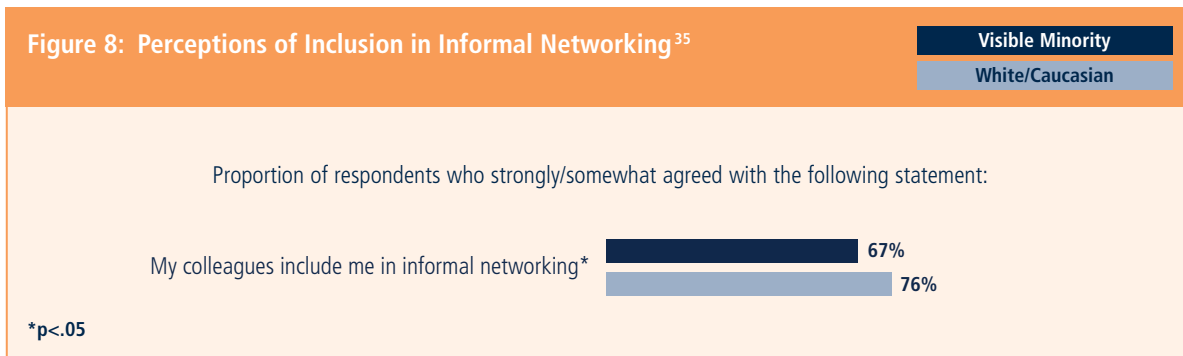 Figure 8: Perceptions of Inclusion in Informal Networking³⁵
Visible Minority
White/Caucasian
Proportion of respondents who strongly/somewhat agreed with the following statement:
My colleagues include me in informal networking*
67%
76%
*p<.05